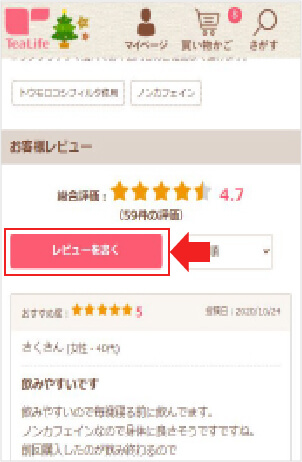 TeaLife
8
マイページ 買い物かご さがす
トウモロコシフィルタ使用 ノンカフェイン
お客様レビュー
総合評価： 4.7
(59件の評価)
レビューを書く 順
おすすめ度： 5 登録日：2020/10/24
さくさん (女性・40代)
飲みやすいです
飲みやすいので毎晩寝る前に飲んでます。
ノンカフェインなので身体に良さそうですですね。
前回購入したのが飲み終わるので